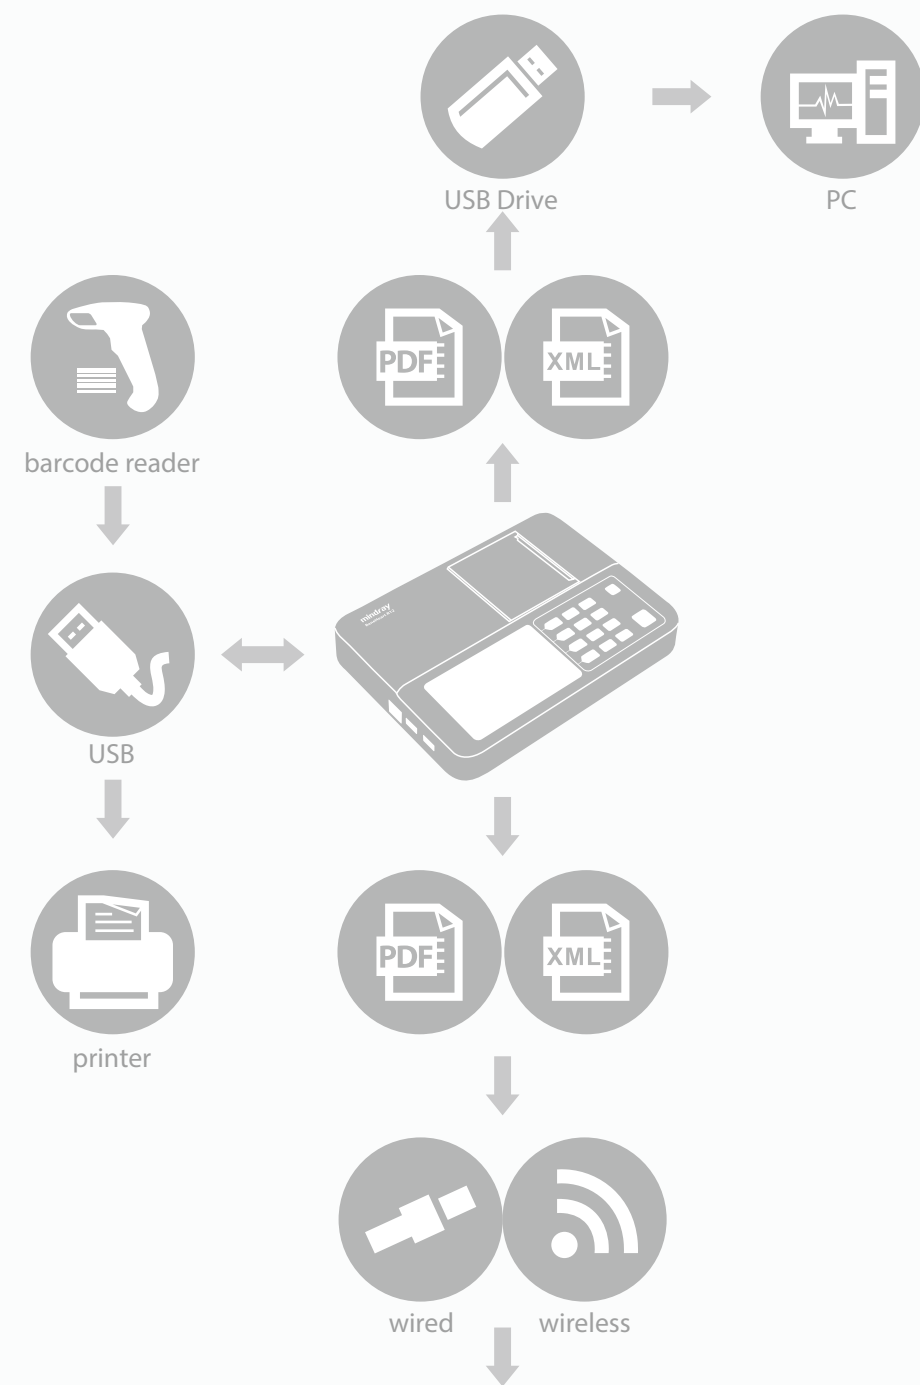 USB Drive
PC
PDF
XML
barcode reader
mindray
USB
PDF
XML
printer
wired
wireless